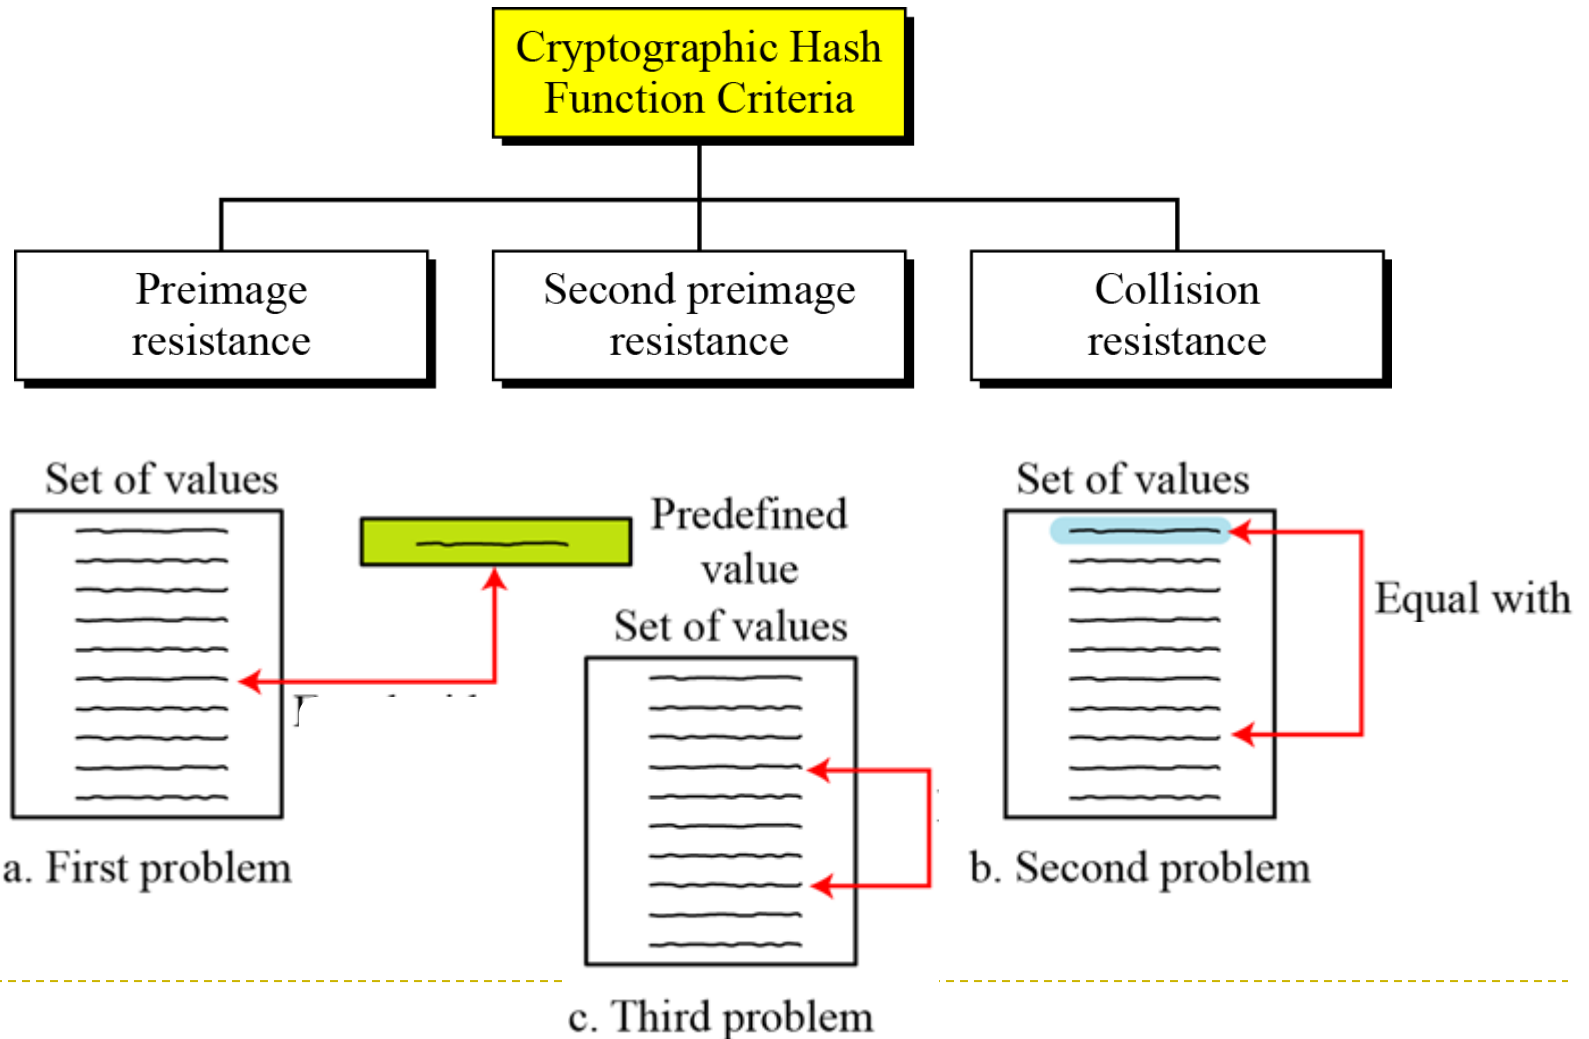 Cryptographic Hash
Function Criteria
Preimage
resistance
Second preimage
resistance
Collision
resistance
Set of values
Predefined
value
Set of values
Set of values
Equal with
a. First problem
b. Second problem
c. Third problem